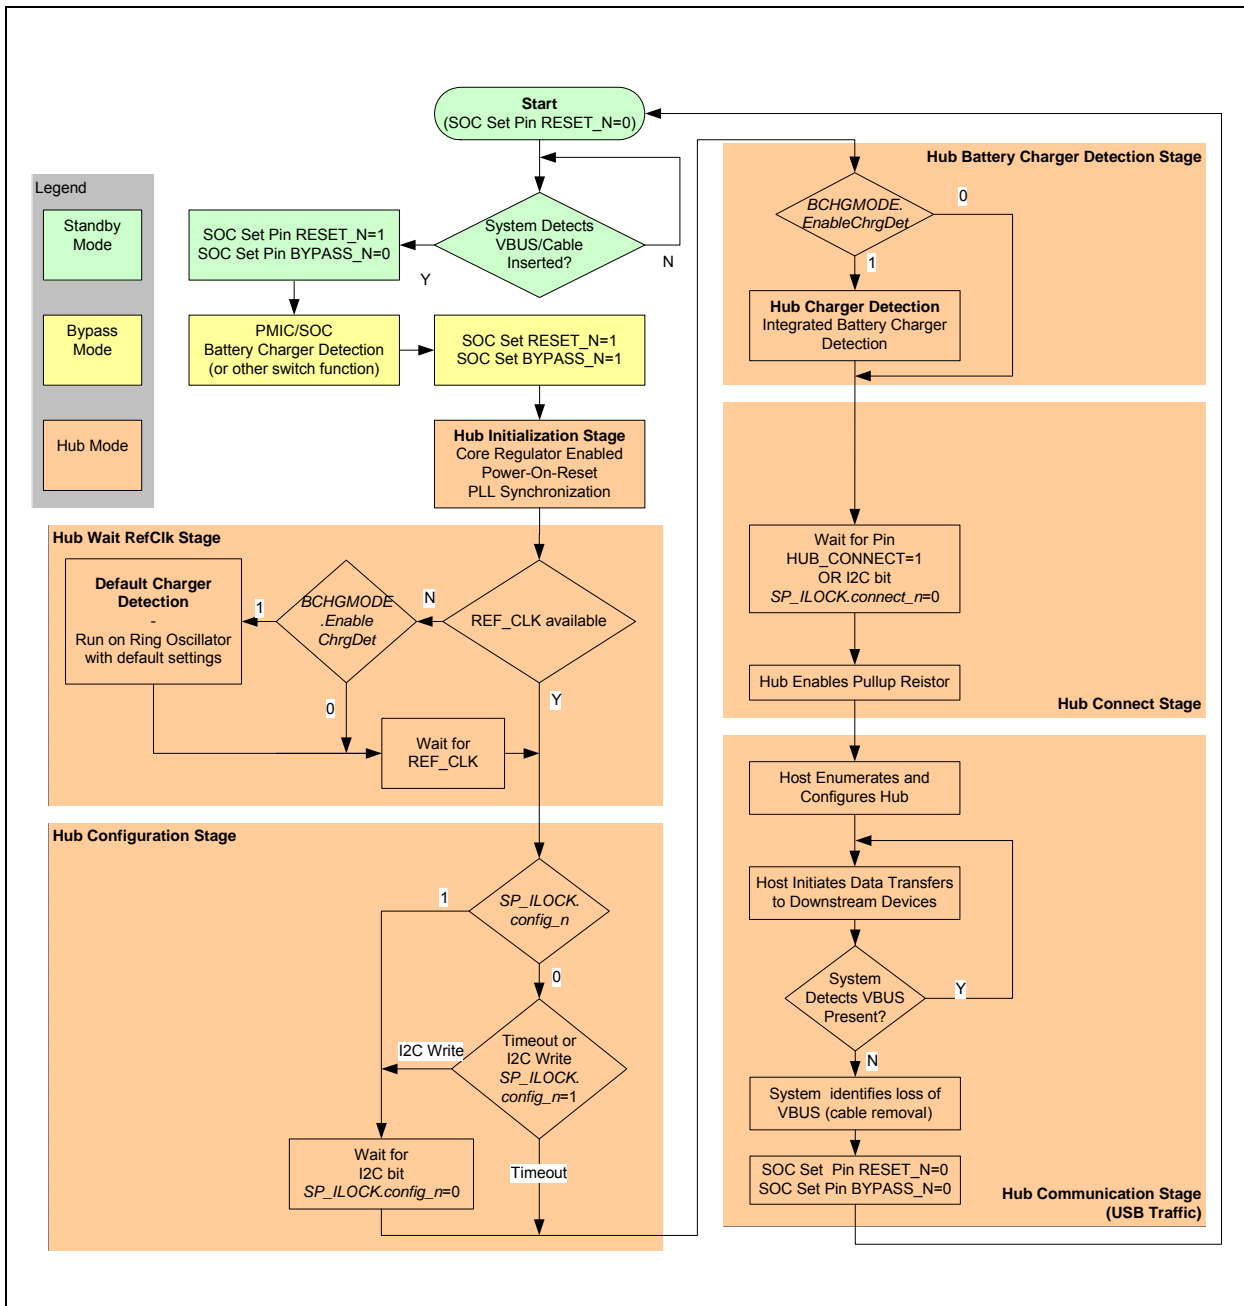 Start
(SOC Set Pin RESET_N=0)
Legend
Standby
Mode
Bypass
Mode
Hub Mode
System Detects
VBUS/Cable
Inserted?
N
Y
SOC Set Pin RESET_N=1
SOC Set Pin BYPASS_N=0
PMIC/SOC
Battery Charger Detection
(or other switch function)
SOC Set RESET_N=1
SOC Set BYPASS_N=1
Hub Initialization Stage
Core Regulator Enabled
Power-On-Reset
PLL Synchronization
Hub Wait RefClk Stage
REF_CLK available
N
Y
BCHGMODE
.Enable
ChrgDet
1
0
Default Charger
Detection
-
Run on Ring Oscillator
with default settings
Wait for
REF_CLK
Hub Configuration Stage
SP_ILOCK.
config_n
1
0
Timeout or
I2C Write
SP_ILOCK.
config_n=1
I2C Write
Timeout
Wait for
I2C bit
SP_ILOCK.config_n=0
Hub Battery Charger Detection Stage
BCHGMODE.
EnableChrgDet
0
1
Hub Charger Detection
Integrated Battery Charger
Detection
Wait for Pin
HUB_CONNECT=1
OR I2C bit
SP_ILOCK.connect_n=0
Hub Enables Pullup Reistor
Hub Connect Stage
Host Enumerates and
Configures Hub
Host Initiates Data Transfers
to Downstream Devices
System
Detects VBUS
Present?
Y
N
System identifies loss of
VBUS (cable removal)
SOC Set Pin RESET_N=0
SOC Set Pin BYPASS_N=0
Hub Communication Stage
(USB Traffic)